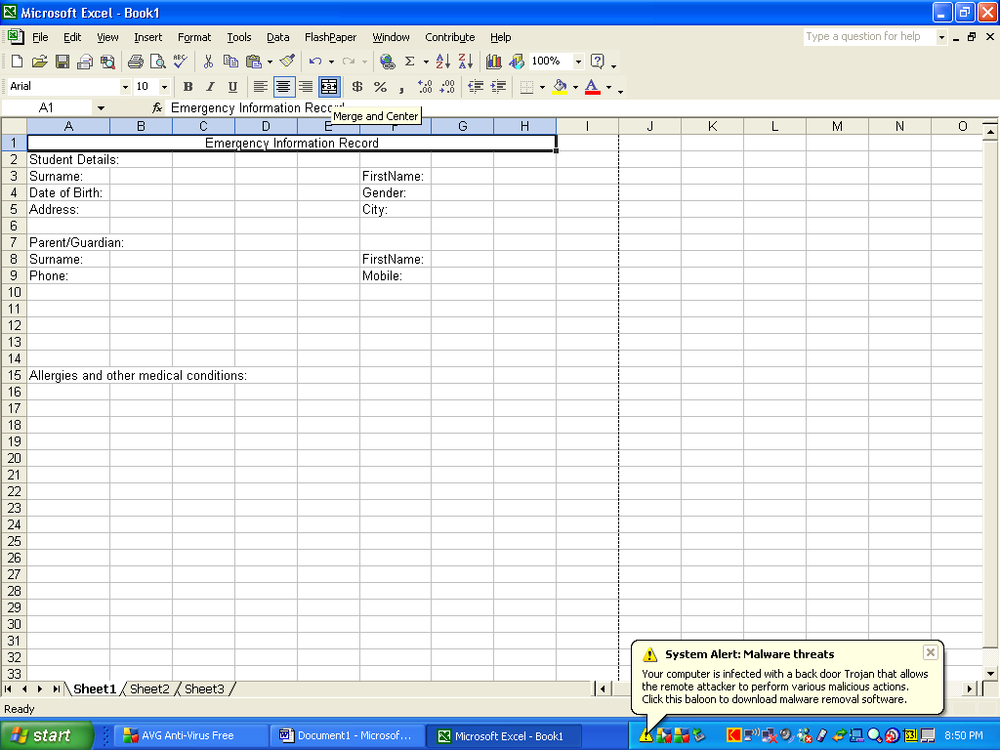 Microsoft Excel - Book1
File Edit View Insert Format Tools Data FlashPaper Window Contribute Help
Type a question for help
100%
Arial 10 B I U $ % ,
A1 fx Emergency Information Record
Merge and Center
A B C D E F G H I J K L M N O
1 Emergency Information Record
2 Student Details:
3 Surname: FirstName:
4 Date of Birth: Gender:
5 Address: City:
6
7 Parent/Guardian:
8 Surname: FirstName:
9 Phone: Mobile:
10
11
12
13
14
15 Allergies and other medical conditions:
16
17
18
19
20
21
22
23
24
25
26
27
28
29
30
31
32
33
System Alert: Malware threats
Your computer is infected with a back door Trojan that allows
the remote attacker to perform various malicious actions.
Click this baloon to download malware removal software.
Sheet1 Sheet2 Sheet3
Ready
start AVG Anti-Virus Free Document1 - Microsof... Microsoft Excel - Book1 8:50 PM